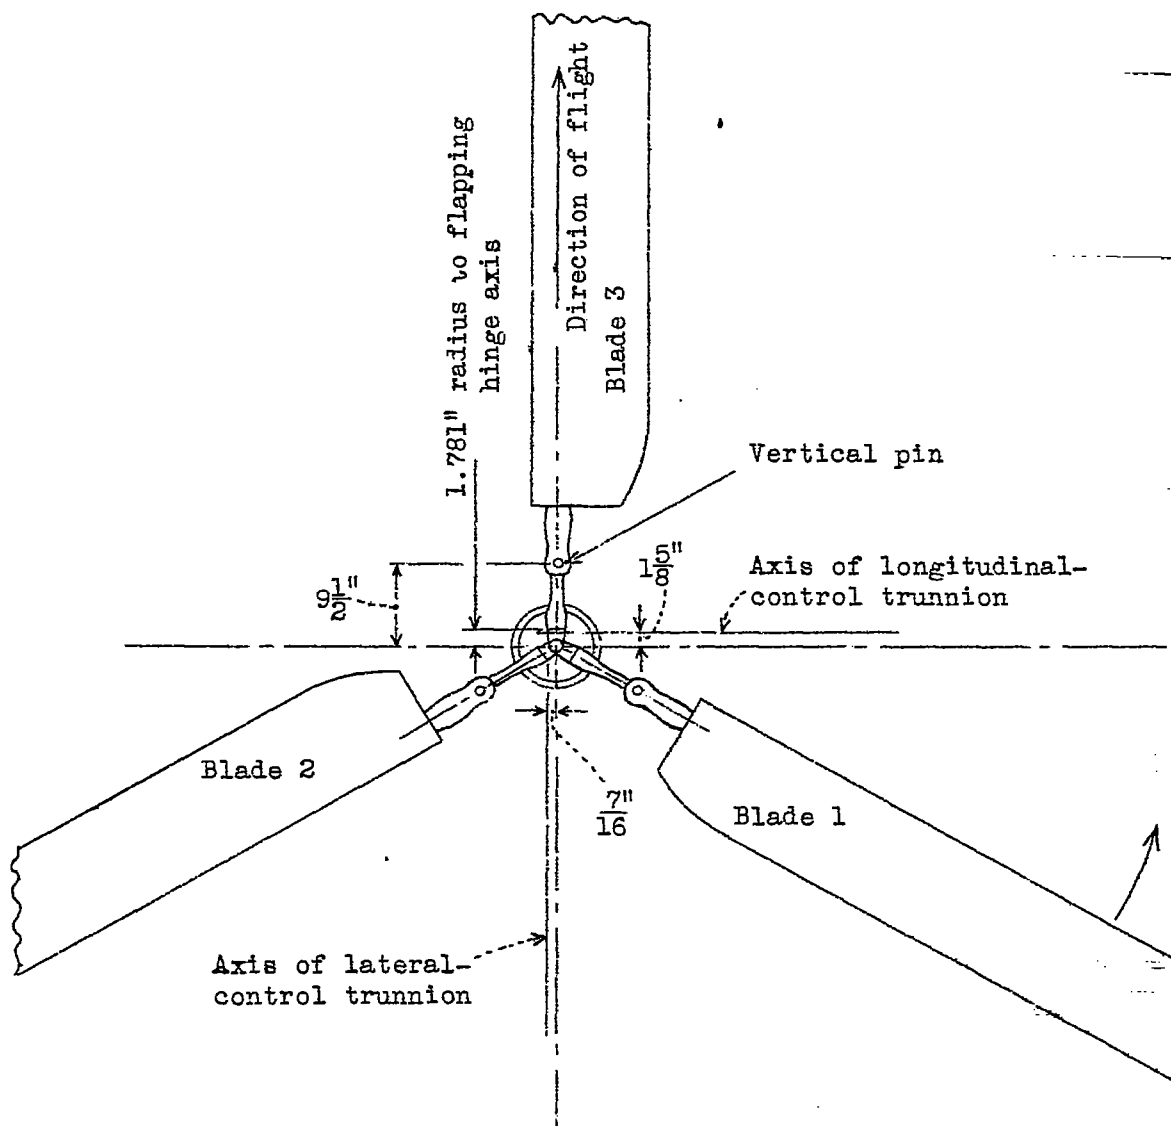 1.781" radius to flapping
hinge axis
Direction of flight
Blade 3
Vertical pin
9 1/2"
1 5/8"
Axis of longitudinal-
control trunnion
Blade 2
7/16"
Blade 1
Axis of lateral-
control trunnion